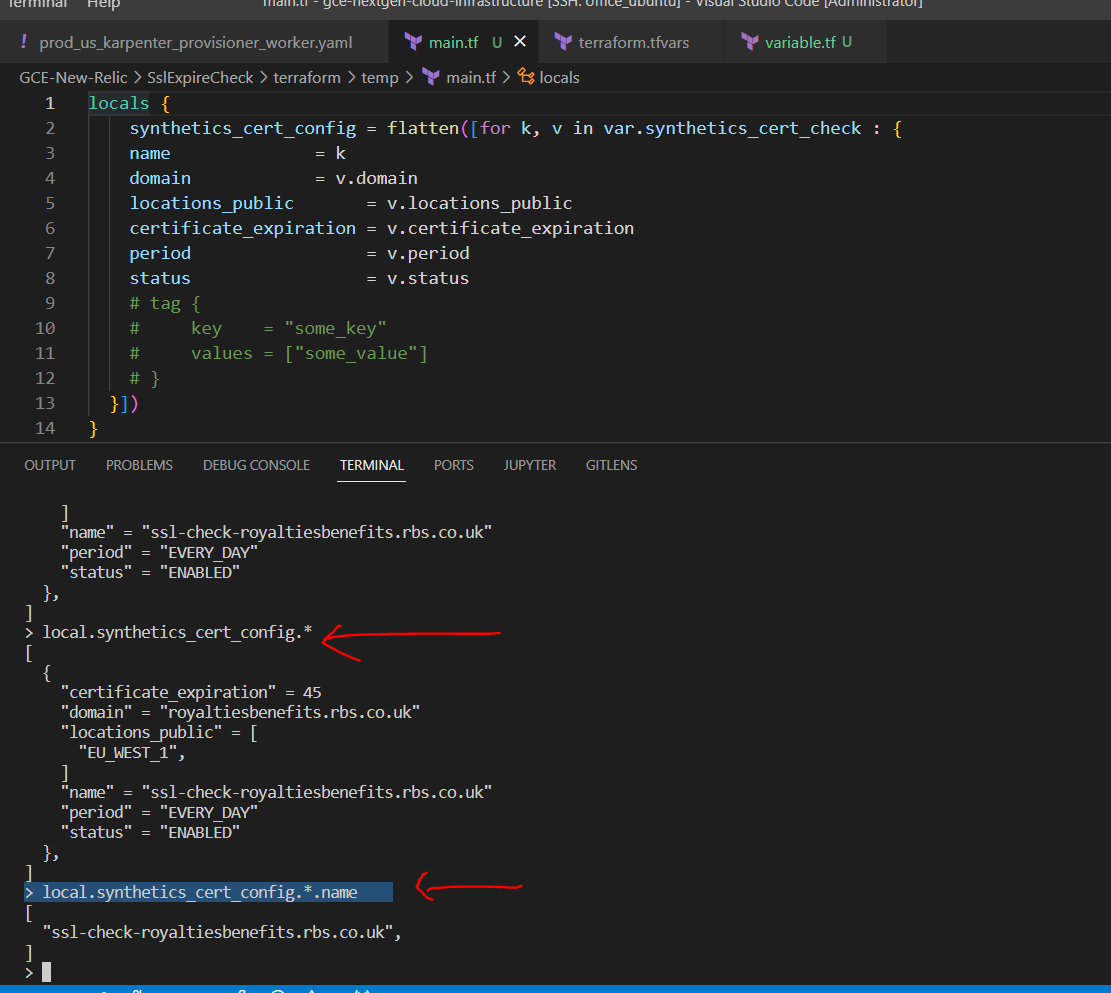 Terminal Help main.tf - gce-nextgen-cloud-infrastructure [SSH: office_ubuntu] - Visual Studio Code [Administrator]
! prod_us_karpenter_provisioner_worker.yaml main.tf U × terraform.tfvars variable.tf U
GCE-New-Relic > SslExpireCheck > terraform > temp > main.tf > locals
1 locals {
2 synthetics_cert_config = flatten([for k, v in var.synthetics_cert_check : {
3 name = k
4 domain = v.domain
5 locations_public = v.locations_public
6 certificate_expiration = v.certificate_expiration
7 period = v.period
8 status = v.status
9 # tag {
10 # key = "some_key"
11 # values = ["some_value"]
12 # }
13 }])
14 }
OUTPUT PROBLEMS DEBUG CONSOLE TERMINAL PORTS JUPYTER GITLENS
]
"name" = "ssl-check-royaltiesbenefits.rbs.co.uk"
"period" = "EVERY_DAY"
"status" = "ENABLED"
},
]
> local.synthetics_cert_config.*
[
{
"certificate_expiration" = 45
"domain" = "royaltiesbenefits.rbs.co.uk"
"locations_public" = [
"EU_WEST_1",
]
"name" = "ssl-check-royaltiesbenefits.rbs.co.uk"
"period" = "EVERY_DAY"
"status" = "ENABLED"
},
]
> local.synthetics_cert_config.*.name
[
"ssl-check-royaltiesbenefits.rbs.co.uk",
]
>